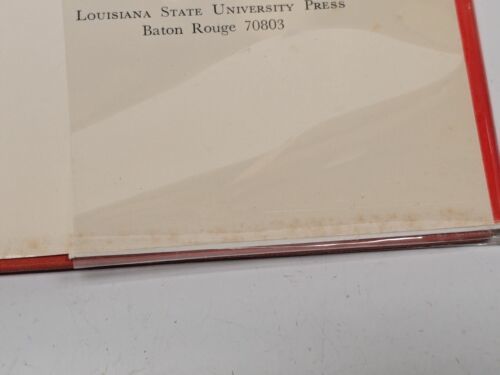 Louisiana State University Press
Baton Rouge 70803